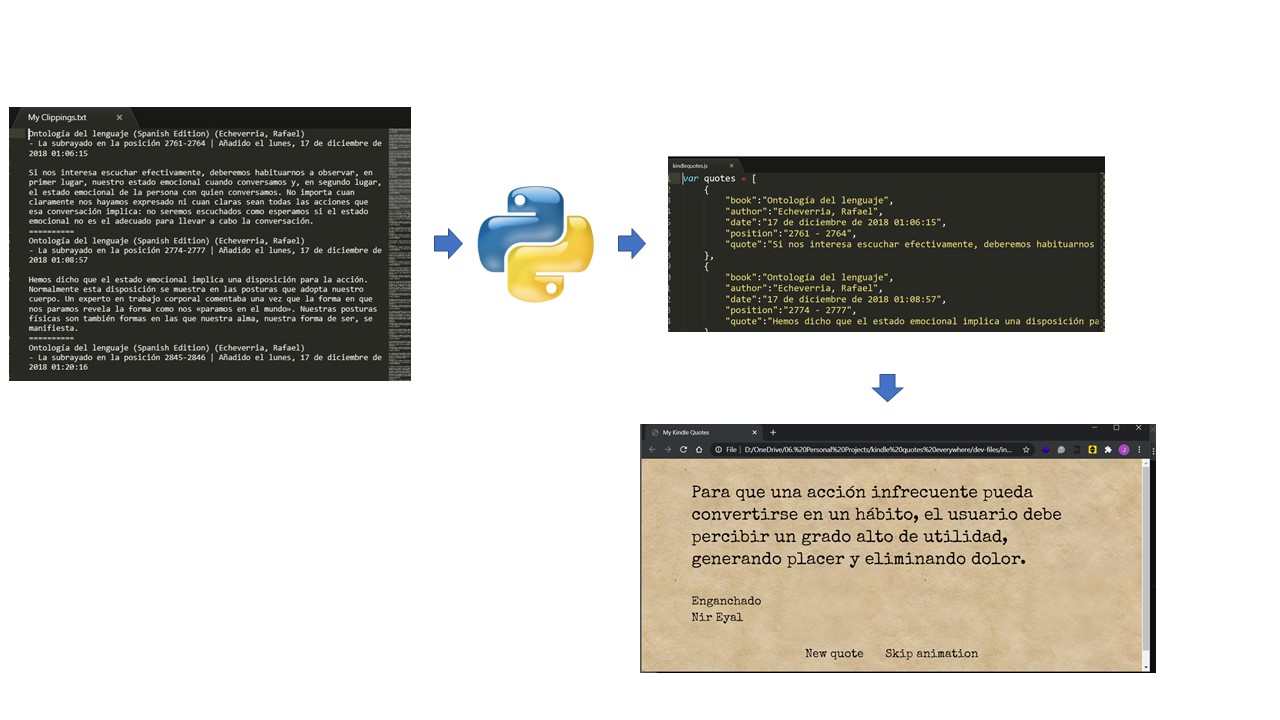 My Clippings.txt
Ontología del lenguaje (Spanish Edition) (Echeverria, Rafael)
- La subrayado en la posición 2761-2764 | Añadido el lunes, 17 de diciembre de
2018 01:06:15
Si nos interesa escuchar efectivamente, deberemos habituarnos a observar, en
primer lugar, nuestro estado emocional cuando conversamos y, en segundo lugar,
el estado emocional de la persona con quien conversamos. No importa cuan
claramente nos hayamos expresado ni cuan claras sean todas las acciones que
esa conversación implica: no seremos escuchados como esperamos si el estado
emocional no es el adecuado para llevar a cabo la conversación.
==========
Ontología del lenguaje (Spanish Edition) (Echeverria, Rafael)
- La subrayado en la posición 2774-2777 | Añadido el lunes, 17 de diciembre de
2018 01:08:57
Hemos dicho que el estado emocional implica una disposición para la acción.
Normalmente esta disposición se muestra en las posturas que adopta nuestro
cuerpo. Un experto en trabajo corporal comentaba una vez que la forma en que
nos paramos revela la forma como nos «paramos en el mundo». Nuestras posturas
físicas son también formas en las que nuestra alma, nuestra forma de ser, se
manifiesta.
==========
Ontología del lenguaje (Spanish Edition) (Echeverria, Rafael)
- La subrayado en la posición 2845-2846 | Añadido el lunes, 17 de diciembre de
2018 01:20:16
kindlequotes.js
var quotes = [
{
"book":"Ontología del lenguaje",
"author":"Echeverria, Rafael",
"date":"17 de diciembre de 2018 01:06:15",
"position":"2761 - 2764",
"quote":"Si nos interesa escuchar efectivamente, deberemos habituarnos
},
{
"book":"Ontología del lenguaje",
"author":"Echeverria, Rafael",
"date":"17 de diciembre de 2018 01:08:57",
"position":"2774 - 2777",
"quote":"Hemos dicho que el estado emocional implica una disposición pa
}
My Kindle Quotes
File | D:/OneDrive/06.%20Personal%20Projects/kindle%20quotes%20everywhere/dev-files/in...
J
Para que una acción infrecuente pueda
convertirse en un hábito, el usuario debe
percibir un grado alto de utilidad,
generando placer y eliminando dolor.
Enganchado
Nir Eyal
New quote Skip animation